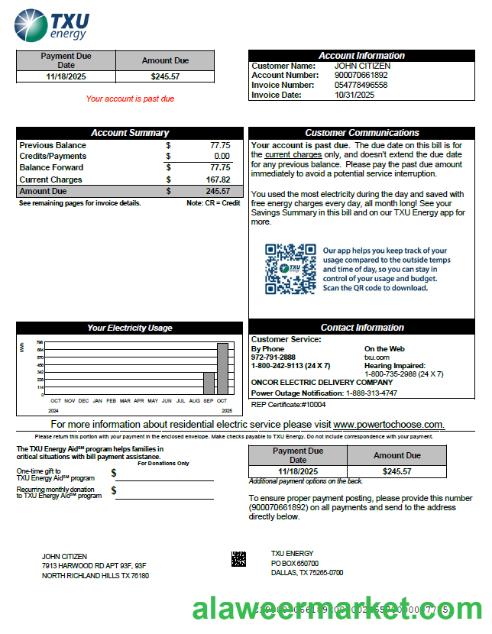 TXU
energy
Payment Due
Date
Amount Due
11/18/2025
$245.57
Your account is past due
Account Information
Customer Name: JOHN CITIZEN
Account Number: 900070661892
Invoice Number: 054778496558
Invoice Date: 10/31/2025
Account Summary
Previous Balance $ 77.75
Credits/Payments $ 0.00
Balance Forward $ 77.75
Current Charges $ 167.82
Amount Due $ 245.57
See remaining pages for invoice details. Note: CR = Credit
Customer Communications
Your account is past due. The due date on this bill is for
the current charges only, and doesn't extend the due date
for any previous balance. Please pay the past due amount
immediately to avoid a potential service interruption.
You used the most electricity during the day and saved with
free energy charges every day, all month long! See your
Savings Summary in this bill and on our TXU Energy app for
more.
TXU
Our app helps you keep track of your
usage compared to the outside temps
and time of day, so you can stay in
control of your usage and budget.
Scan the QR code to download.
Your Electricity Usage
kWh
OCT NOV DEC JAN FEB MAR APR MAY JUN JUL AUG SEP OCT
2024 2025
Contact Information
Customer Service:
By Phone
972-791-2888
1-800-242-9113 (24 X 7)
On the Web
txu.com
Hearing Impaired:
1-800-735-2988 (24 X 7)
ONCOR ELECTRIC DELIVERY COMPANY
Power Outage Notification: 1-888-313-4747
REP Certificate:#10004
For more information about residential electric service please visit www.powertochoose.com.
Please return this portion with your payment in the enclosed envelope. Make checks payable to TXU Energy. Do not include correspondence with your payment.
The TXU Energy Aid℠ program helps families in
critical situations with bill payment assistance.
For Donations Only
One-time gift to
TXU Energy Aid℠ program $
Recurring monthly donation
to TXU Energy Aid℠ program $
Payment Due
Date
Amount Due
11/18/2025
$245.57
Additional payment options on the back.
To ensure proper payment posting, please provide this number
(900070661892) on all payments and send to the address
directly below.
JOHN CITIZEN
7913 HARWOOD RD APT 93F, 93F
NORTH RICHLAND HILLS TX 76180
TXU ENERGY
PO BOX 650700
DALLAS, TX 75265-0700
alaweermarket.com